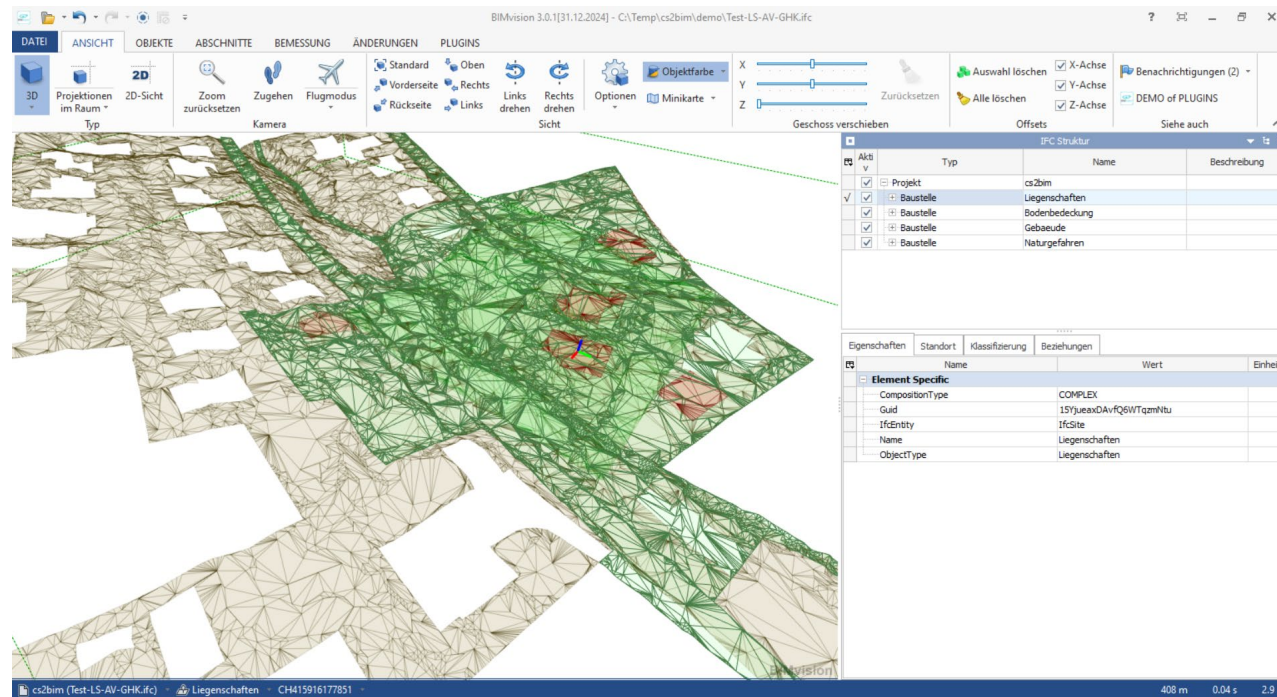 BIMvision 3.0.1[31.12.2024] - C:\Temp\cs2bim\demo\Test-LS-AV-GHK.ifc
DATEI ANSICHT OBJEKTE ABSCHNITTE BEMESSUNG ÄNDERUNGEN PLUGINS
3D
Projektionen im Raum
2D
2D-Sicht
Typ
Zoom zurücksetzen
Zugehen
Flugmodus
Kamera
Standard
Oben
Vorderseite
Rechts
Rückseite
Links
Links drehen
Rechts drehen
Optionen
Objektfarbe
Minikarte
Sicht
X
Y
Z
Zurücksetzen
Geschoss verschieben
Auswahl löschen
Alle löschen
X-Achse
Y-Achse
Z-Achse
Offsets
Benachrichtigungen (2)
DEMO of PLUGINS
Siehe auch
IFC Struktur
Akti v Typ Name Beschreibung
Projekt cs2bim
Baustelle Liegenschaften
Baustelle Bodenbedeckung
Baustelle Gebaeude
Baustelle Naturgefahren
Eigenschaften Standort Klassifizierung Beziehungen
Name Wert Einhei
Element Specific
CompositionType COMPLEX
Guid 15YjueaxDAvfQ6WTqzmNtu
IfcEntity IfcSite
Name Liegenschaften
ObjectType Liegenschaften
BIMvision
cs2bim (Test-LS-AV-GHK.ifc) Liegenschaften CH415916177851 408 m 0.04 s 2.9